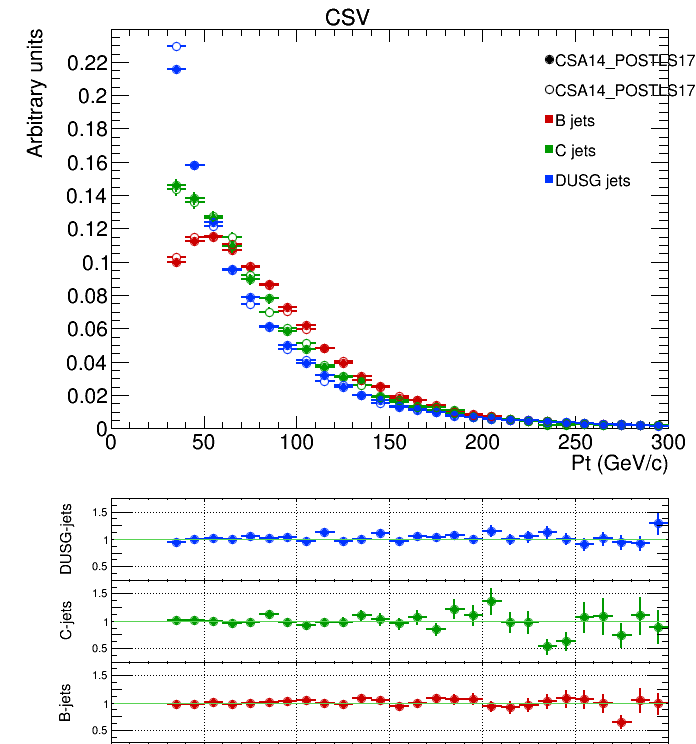 CSV
Arbitrary units
0.22
0.2
0.18
0.16
0.14
0.12
0.1
0.08
0.06
0.04
0.02
0
CSA14_POSTLS17
CSA14_POSTLS17
B jets
C jets
DUSG jets
0 50 100 150 200 250 300
Pt (GeV/c)
DUSG-jets
1.5
1
0.5
C-jets
1.5
1
0.5
B-jets
1.5
1
0.5